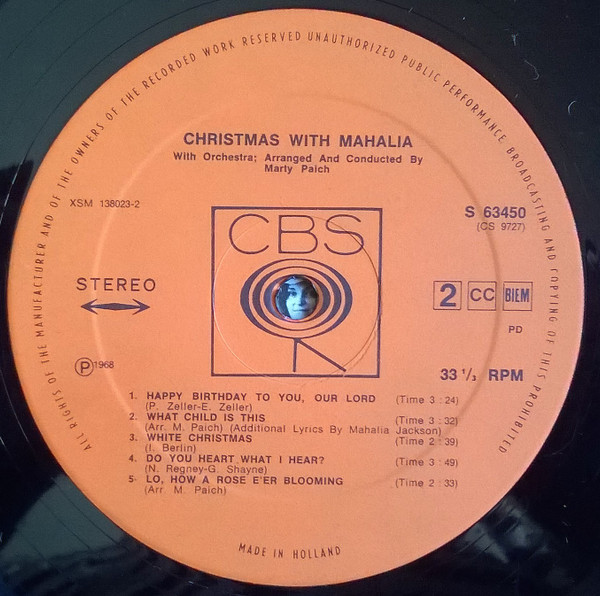 ALL RIGHTS OF THE MANUFACTURER AND OF THE OWNERS OF THE RECORDED WORK RESERVED UNAUTHORIZED PUBLIC PERFORMANCE BROADCASTING AND COPYING OF THIS PROHIBITED
CHRISTMAS WITH MAHALIA
With Orchestra; Arranged And Conducted By
Marty Paich
XSM 138023-2
S 63450
(CS 9727)
CBS
STEREO
2 CC BIEM
PD
℗ 1968
33 1/3 RPM
1. HAPPY BIRTHDAY TO YOU, OUR LORD (Time 3 : 24)
(P. Zeller-E. Zeller)
2. WHAT CHILD IS THIS (Time 3 : 32)
(Arr. M. Paich) (Additional Lyrics By Mahalia Jackson)
3. WHITE CHRISTMAS (Time 2 : 39)
(I. Berlin)
4. DO YOU HEART WHAT I HEAR? (Time 3 : 49)
(N. Regney-G. Shayne)
5. LO, HOW A ROSE E'ER BLOOMING (Time 2 : 33)
(Arr. M. Paich)
MADE IN HOLLAND